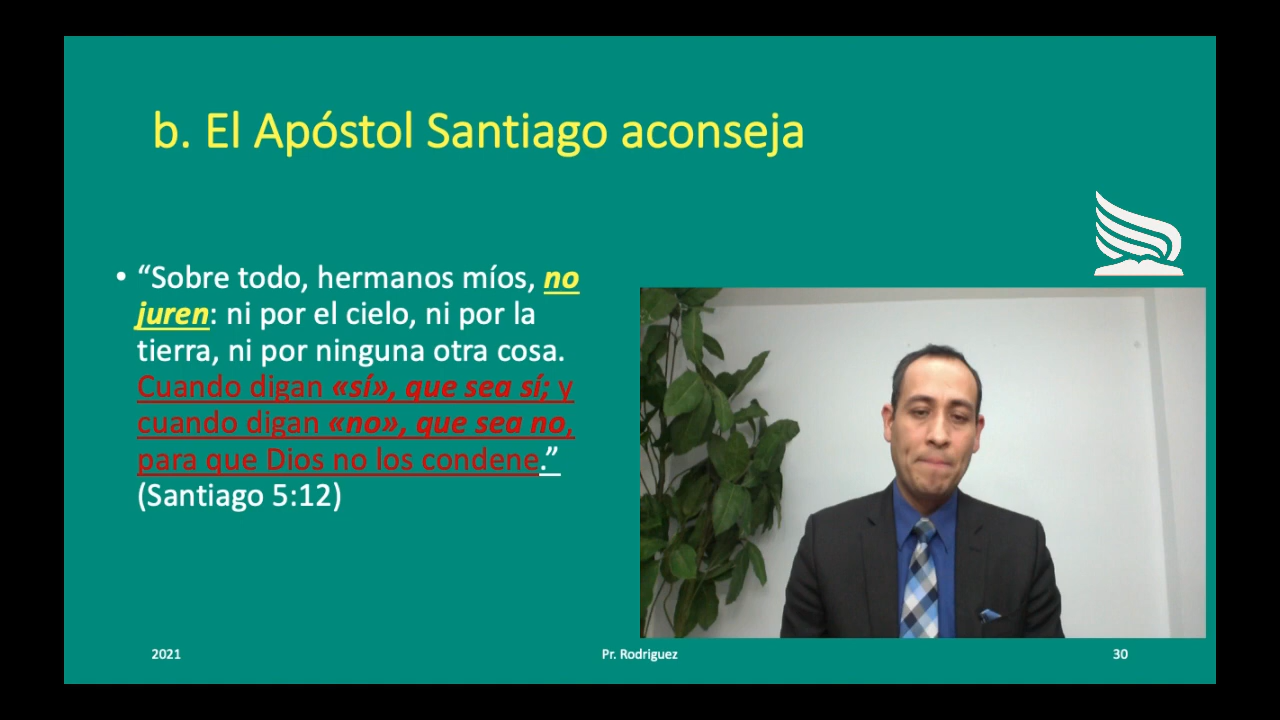 b. El Apóstol Santiago aconseja
• “Sobre todo, hermanos míos, no
juren: ni por el cielo, ni por la
tierra, ni por ninguna otra cosa.
Cuando digan «sí», que sea sí; y
cuando digan «no», que sea no,
para que Dios no los condene.”
(Santiago 5:12)
2021
Pr. Rodriguez
30